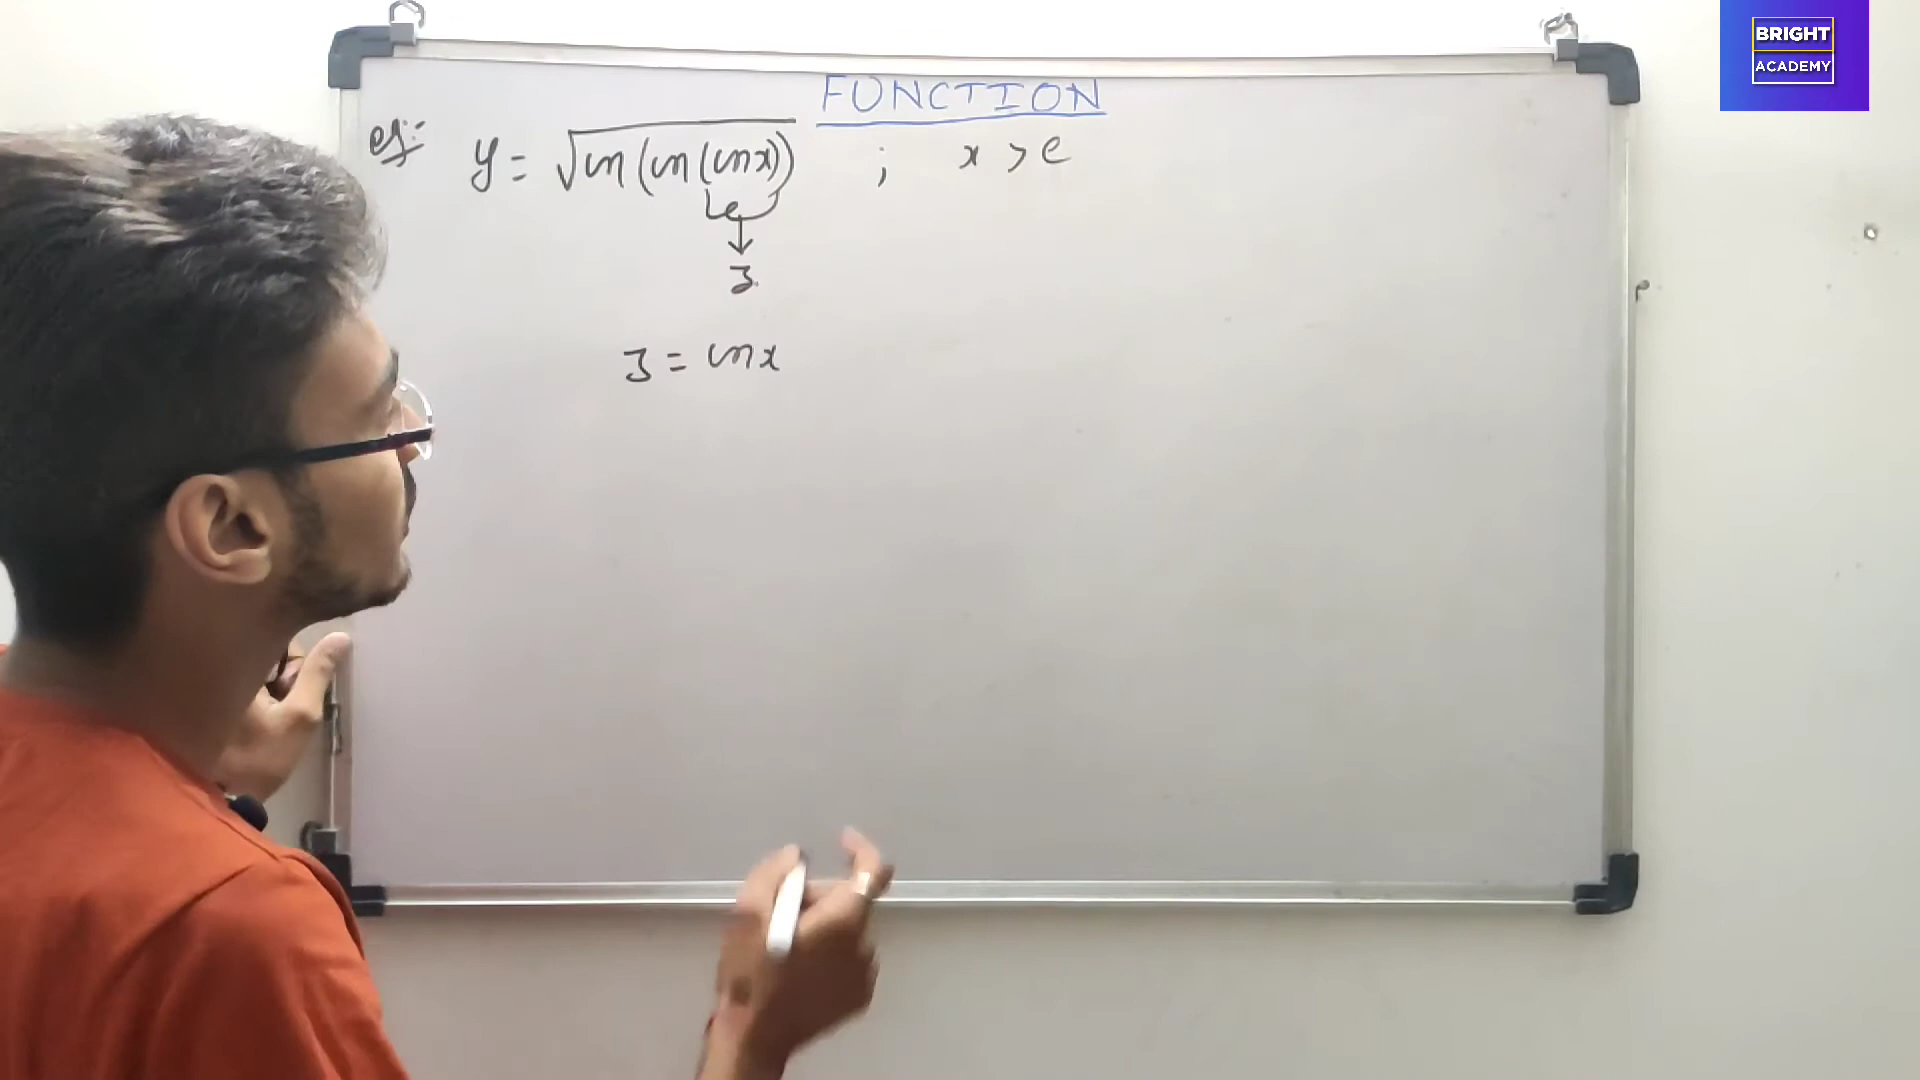 FUNCTION
eg:- y = √ln(ln(lnx)) ; x > e
z
z = lnx
BRIGHT
ACADEMY